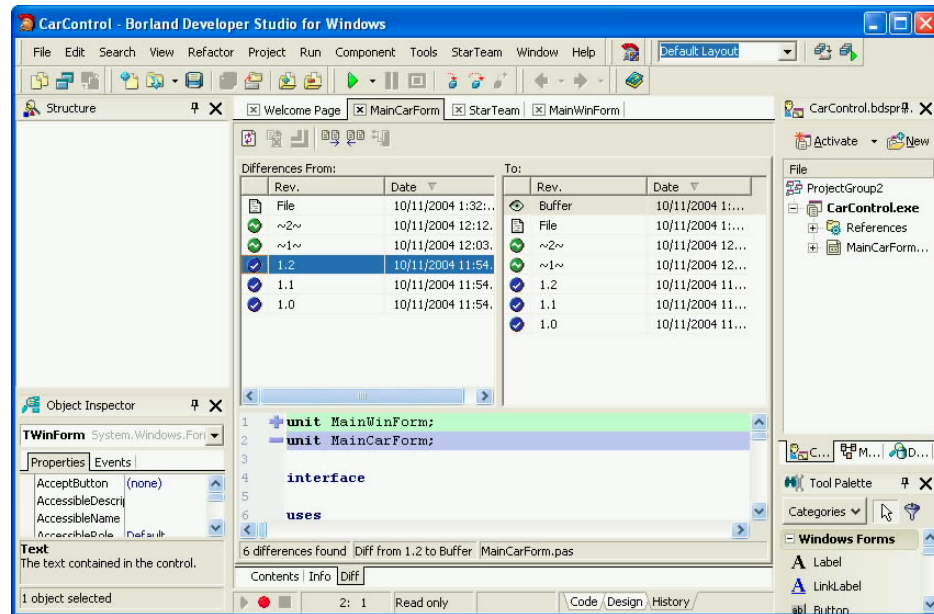 CarControl - Borland Developer Studio for Windows
File Edit Search View Refactor Project Run Component Tools StarTeam Window Help Default Layout
Structure
Welcome Page MainCarForm StarTeam MainWinForm
CarControl.bdspr
Activate New
Differences From: To:
Rev. Date Rev. Date
File 10/11/2004 1:32:.. Buffer 10/11/2004 1:...
~2~ 10/11/2004 12:12. File 10/11/2004 1:...
~1~ 10/11/2004 12:03. ~2~ 10/11/2004 12...
1.2 10/11/2004 11:54. ~1~ 10/11/2004 12...
1.1 10/11/2004 11:54. 1.2 10/11/2004 11...
1.0 10/11/2004 11:54. 1.1 10/11/2004 11...
1.0 10/11/2004 11...
File
ProjectGroup2
CarControl.exe
References
MainCarForm...
Object Inspector
TWinForm System.Windows.Fori
Properties Events
AcceptButton (none)
AccessibleDescri
AccessibleName
AccessibleRole Default
Text
The text contained in the control.
1 object selected
1 unit MainWinForm;
2 unit MainCarForm;
3
4 interface
5
6 uses
6 differences found Diff from 1.2 to Buffer MainCarForm.pas
Contents Info Diff
2: 1 Read only Code Design History
C... M... D...
Tool Palette
Categories
Windows Forms
A Label
A LinkLabel
abl Button